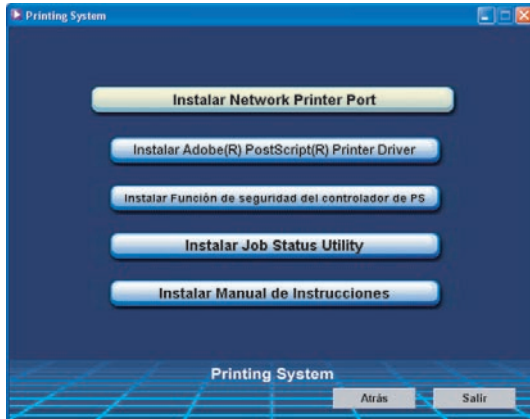 Printing System
Instalar Network Printer Port
Instalar Adobe(R) PostScript(R) Printer Driver
Instalar Función de seguridad del controlador de PS
Instalar Job Status Utility
Instalar Manual de Instrucciones
Printing System
Atrás
Salir